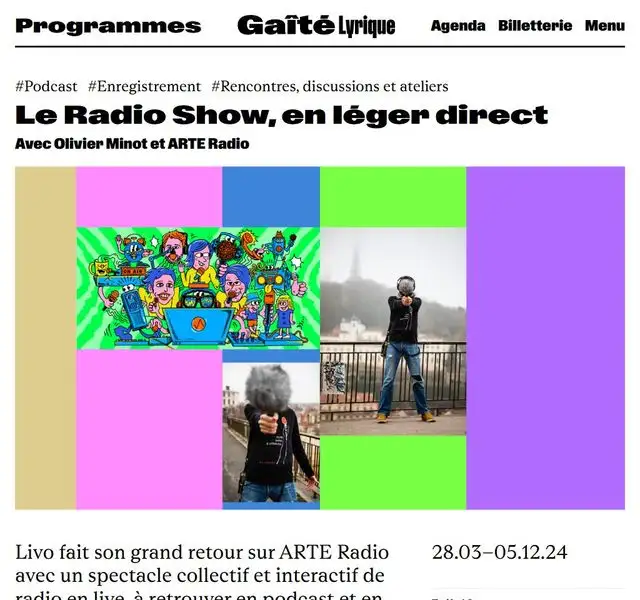 Programmes Gaîté Lyrique Agenda Billetterie Menu
#Podcast #Enregistrement #Rencontres, discussions et ateliers
Le Radio Show, en léger direct
Avec Olivier Minot et ARTE Radio
ON AIR
Livo fait son grand retour sur ARTE Radio
avec un spectacle collectif et interactif de
radio en live, à retrouver en podcast et en
28.03–05.12.24